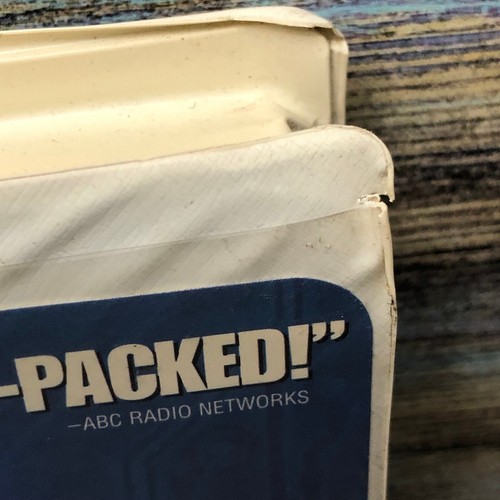 -PACKED!”
–ABC RADIO NETWORKS